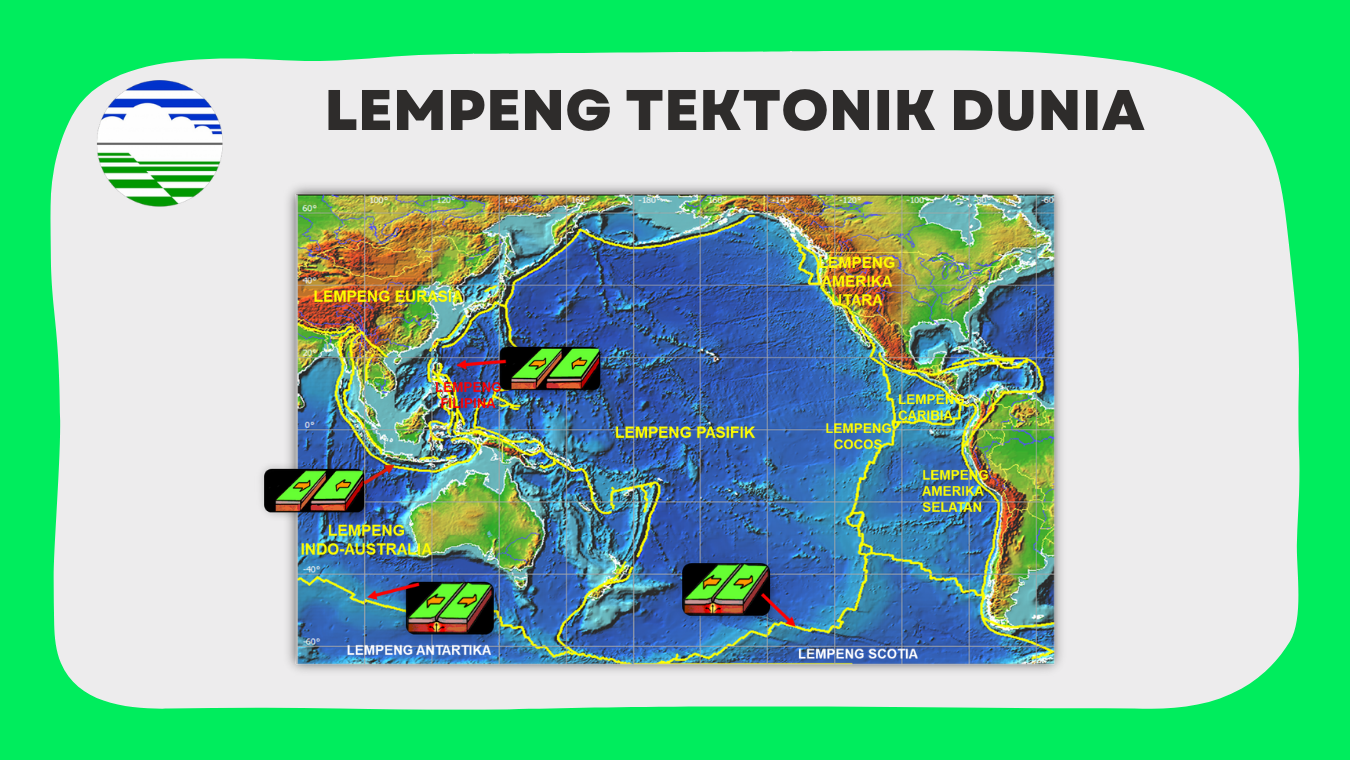 LEMPENG TEKTONIK DUNIA
60°
100°
120°
140°
-180°
-140°
-120°
-100°
-60
LEMPENG EURASIA
LEMPENG
AMERIKA
UTARA
LEMPENG
FILIPINA
LEMPENG
CARIBIA
0°
LEMPENG PASIFIK
LEMPENG
COCOS
LEMPENG
AMERIKA
SELATAN
LEMPENG
INDO-AUSTRALIA
-40°
-60°
LEMPENG ANTARTIKA
LEMPENG SCOTIA